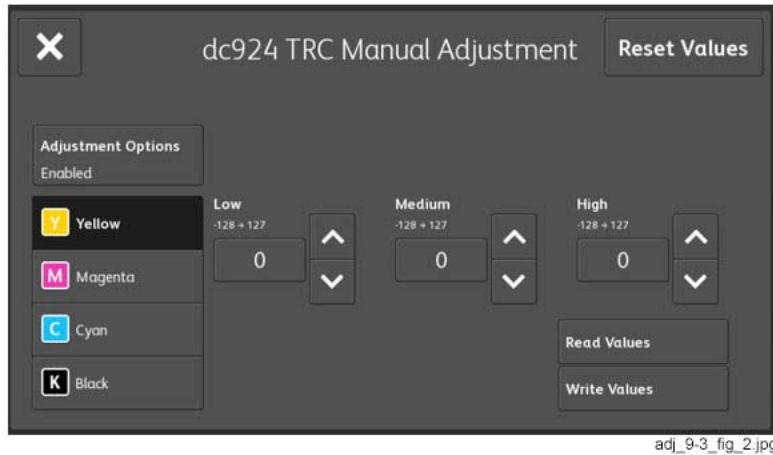 dc924 TRC Manual Adjustment
Reset Values
Adjustment Options
Enabled
Y Yellow
M Magenta
C Cyan
K Black
Low
-128 → 127
0
Medium
-128 → 127
0
High
-128 → 127
0
Read Values
Write Values
adj_9-3_fig_2.jpg